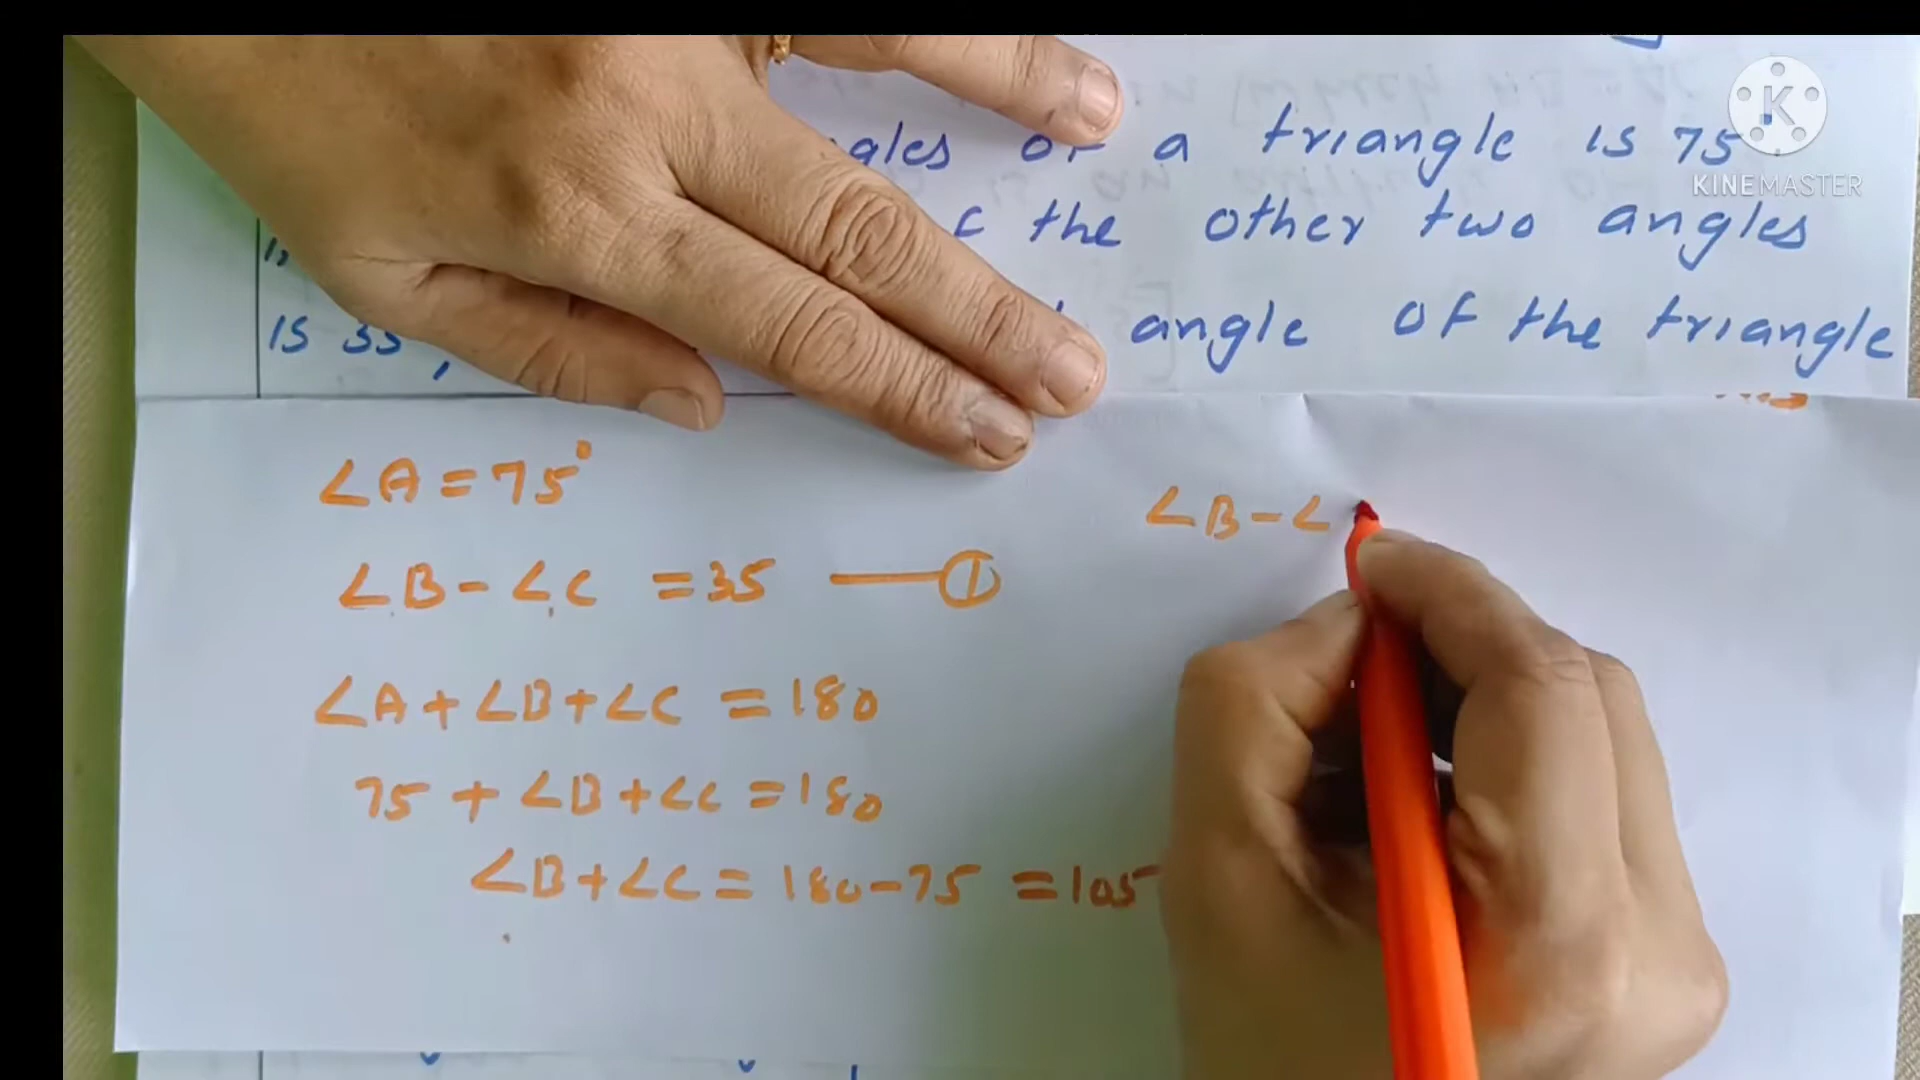 of a triangle is 75°
the other two angles
is 35°, angle of the triangle
∠A = 75°
∠B - ∠C = 35 —— ①
∠A + ∠B + ∠C = 180
75 + ∠B + ∠C = 180
∠B + ∠C = 180 - 75 = 105
∠B - ∠
K
KINEMASTER